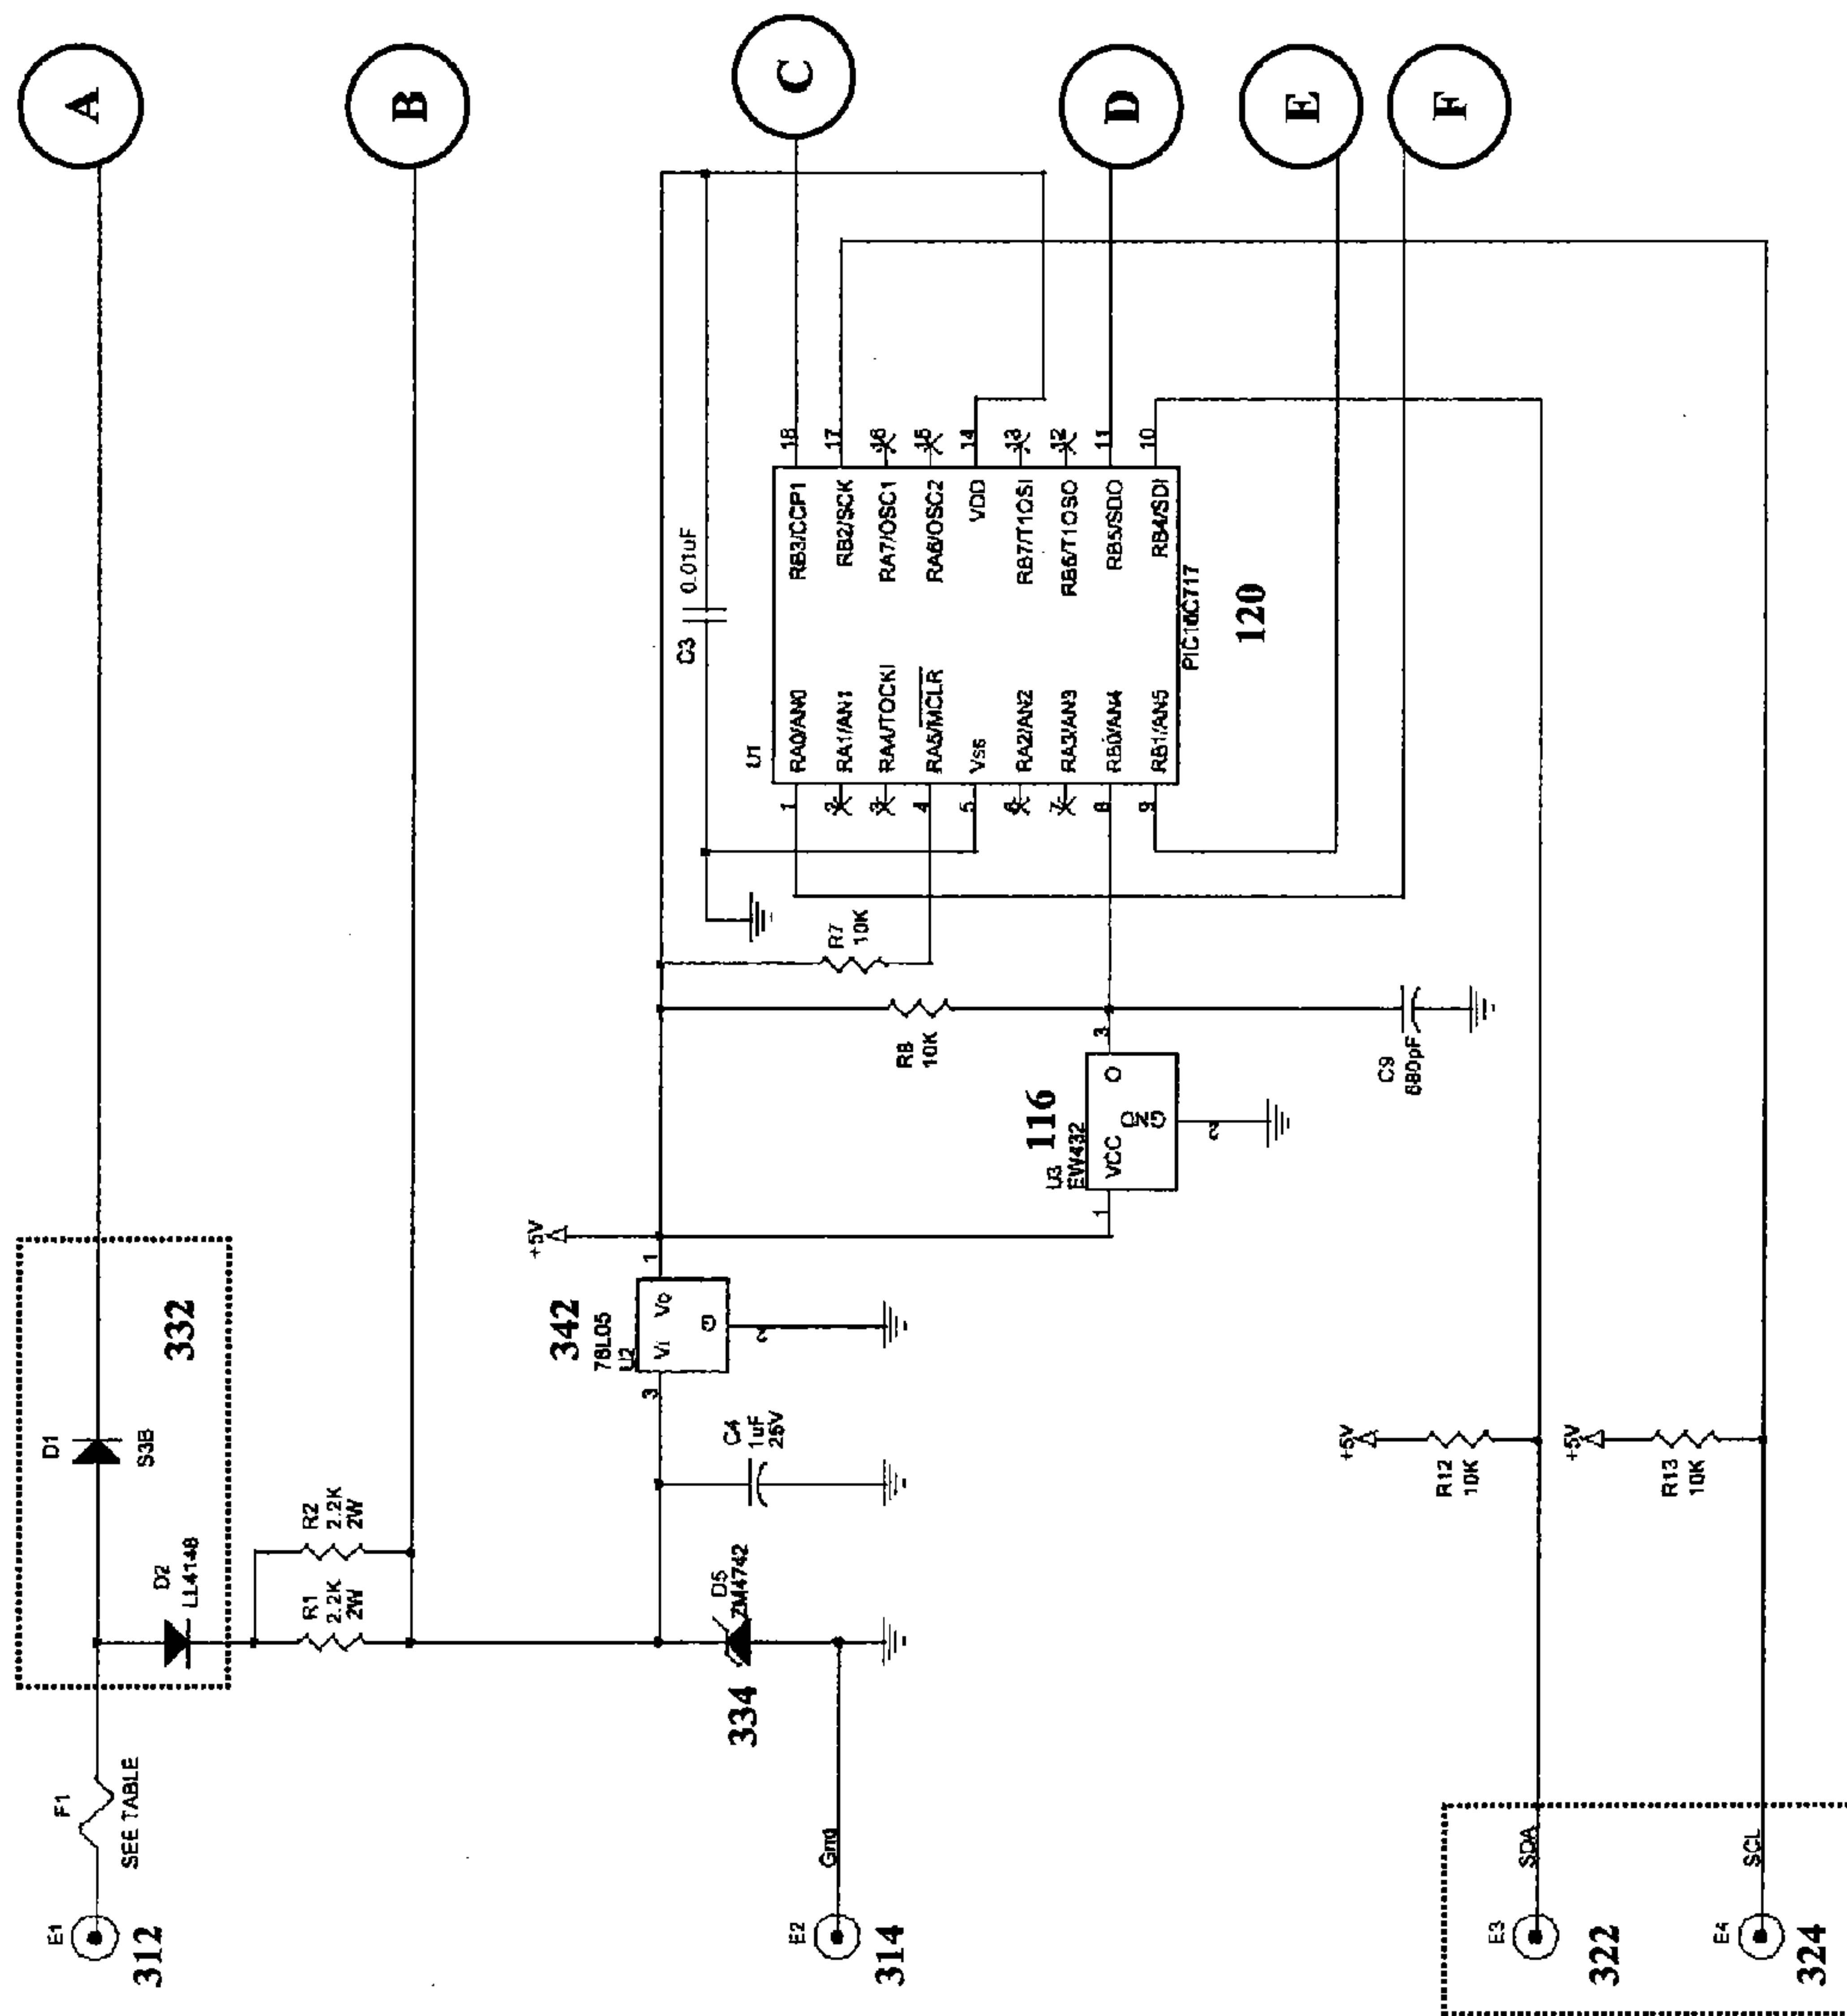 A
B
C
D
E
F
332
D1
S3B
D2
LL4148
R1
2.2K
2W
R2
2.2K
2W
F1
SEE TABLE
E1
312
342
78L05
U2
Vi
Vo
G
3
1
2
+5V
C4
1uF
25V
D5
ZM4742
334
Gnd
E2
314
C3
0.01uF
U1
RA0/AN0
RA1/AN1
RA4/TOCKI
RA5/MCLR
Vss
RA2/AN2
RA3/AN3
RB0/AN4
RB1/AN5
1
2
3
4
5
6
7
8
9
RB3/CCP1
RB2/SCK
RA7/OSC1
RA6/OSC2
VDD
RB7/T1OSI
RB6/T1OSO
RB5/SDO
RB4/SDI
18
17
16
15
14
13
12
11
10
PIC16C717
120
R7
10K
R8
10K
116
U3
EW432
VCC
GND
O
1
2
3
C9
680pF
+5V
R12
10K
+5V
R13
10K
SDA
E3
322
SCL
E4
324